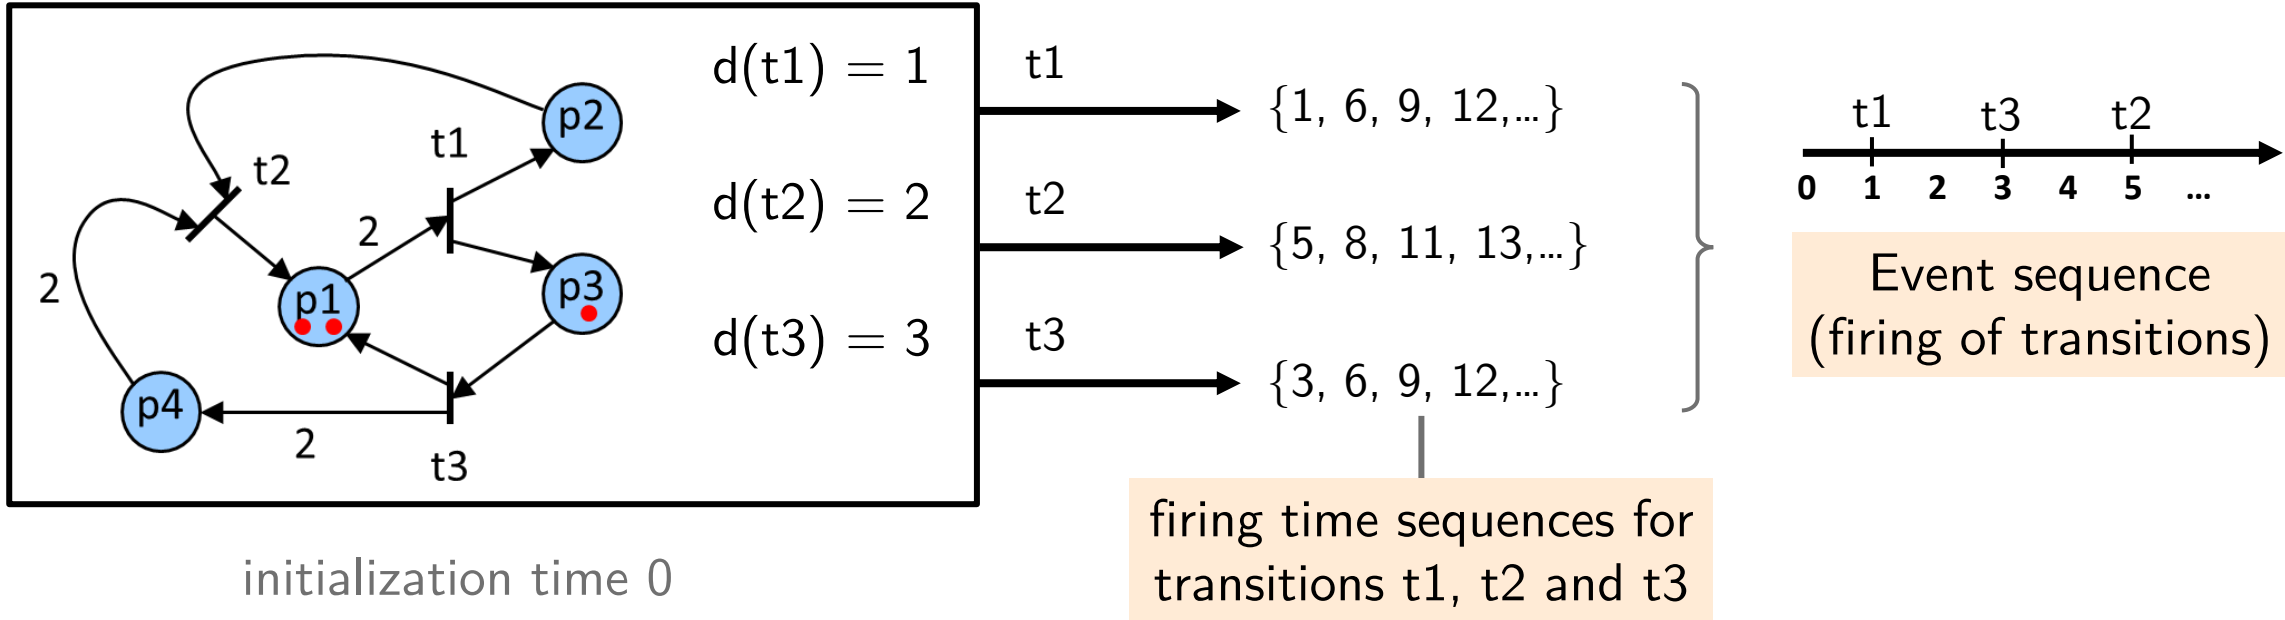 d(t1) = 1
d(t2) = 2
d(t3) = 3
p2
t1
t2
2
p3
p1
2
p4
2
t3
initialization time 0
t1
{1, 6, 9, 12,...}
t2
{5, 8, 11, 13,...}
t3
{3, 6, 9, 12,...}
firing time sequences for
transitions t1, t2 and t3
t1 t3 t2
0 1 2 3 4 5 ...
Event sequence
(firing of transitions)